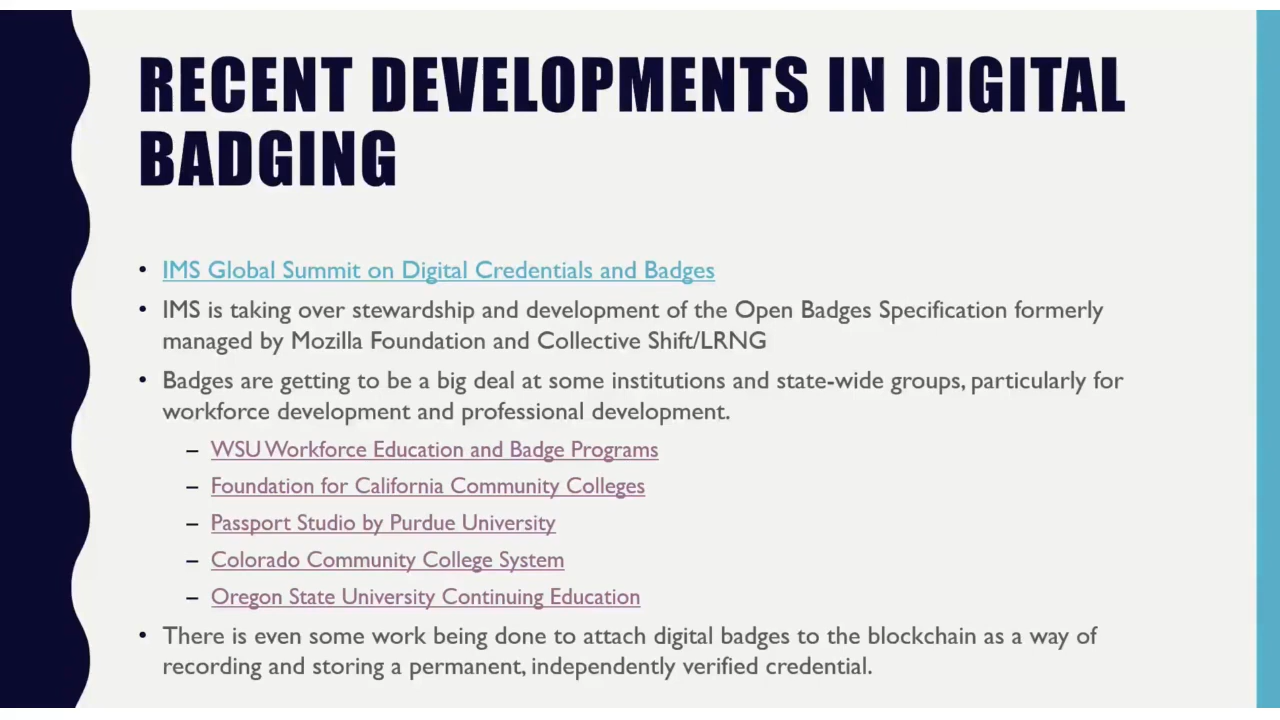 RECENT DEVELOPMENTS IN DIGITAL
BADGING
• IMS Global Summit on Digital Credentials and Badges
• IMS is taking over stewardship and development of the Open Badges Specification formerly
managed by Mozilla Foundation and Collective Shift/LRNG
• Badges are getting to be a big deal at some institutions and state-wide groups, particularly for
workforce development and professional development.
– WSU Workforce Education and Badge Programs
– Foundation for California Community Colleges
– Passport Studio by Purdue University
– Colorado Community College System
– Oregon State University Continuing Education
• There is even some work being done to attach digital badges to the blockchain as a way of
recording and storing a permanent, independently verified credential.